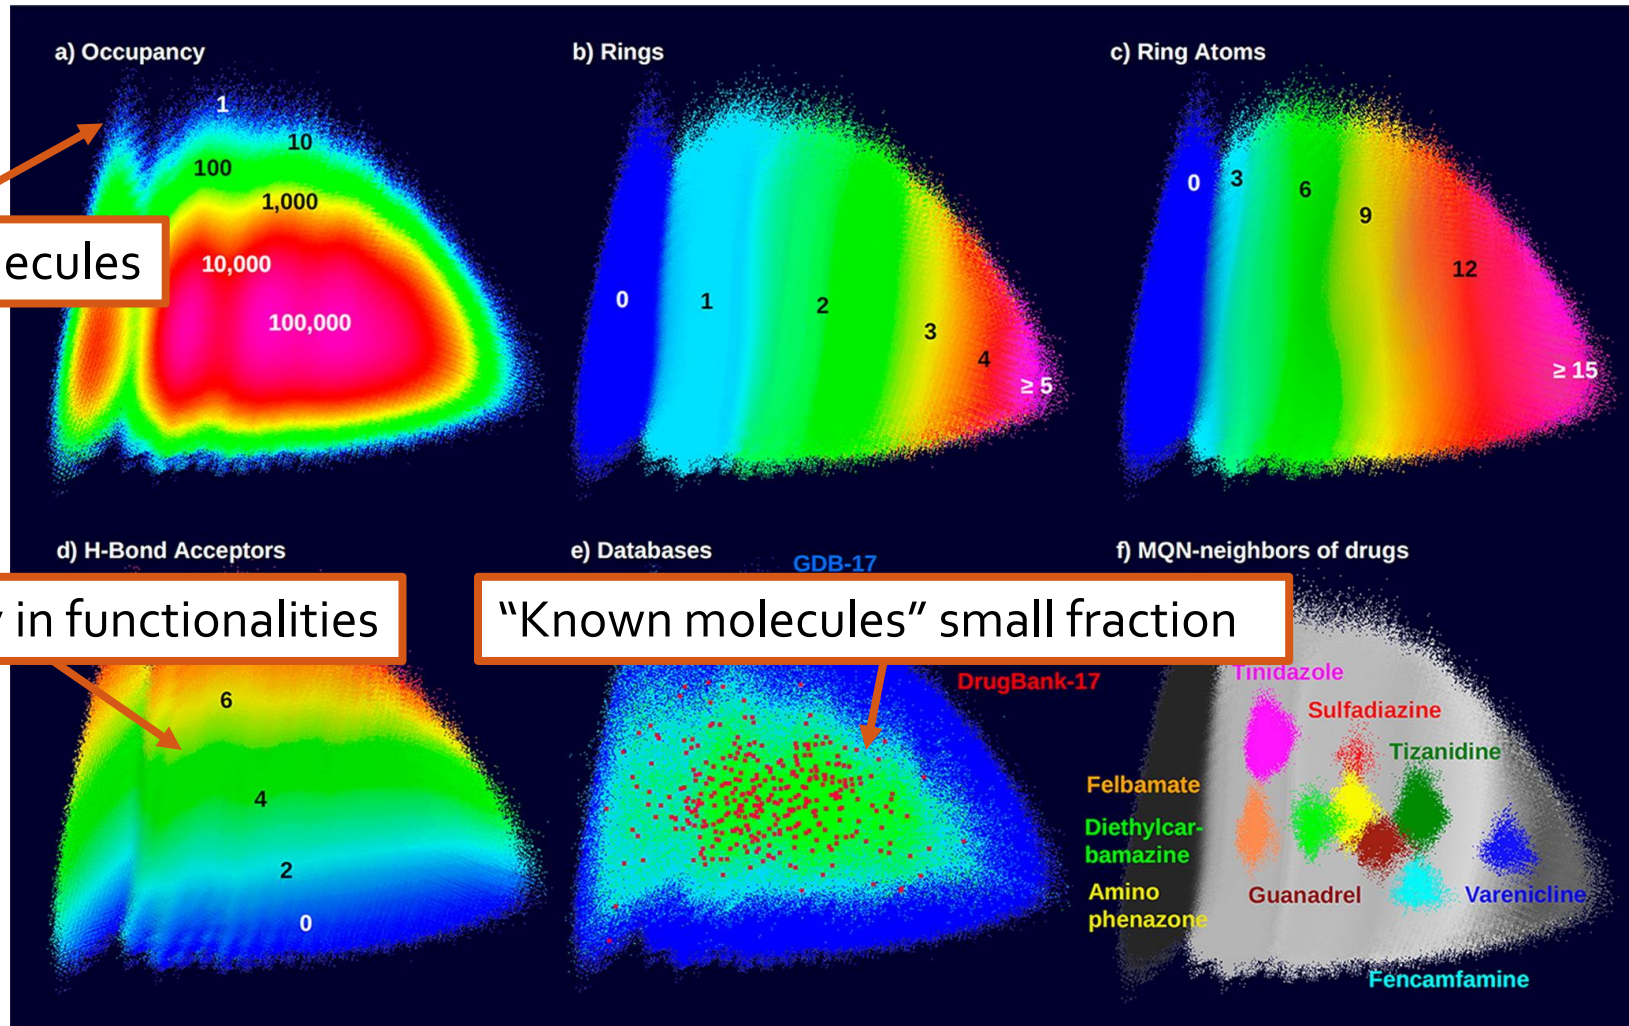 a) Occupancy
1
10
100
1,000
10,000
100,000
ecules
b) Rings
0
1
2
3
4
≥ 5
c) Ring Atoms
0
3
6
9
12
≥ 15
d) H-Bond Acceptors
in functionalities
6
4
2
0
e) Databases
GDB-17
“Known molecules” small fraction
DrugBank-17
f) MQN-neighbors of drugs
Tinidazole
Sulfadiazine
Tizanidine
Felbamate
Diethylcar-
bamazine
Amino
phenazone
Guanadrel
Varenicline
Fencamfamine